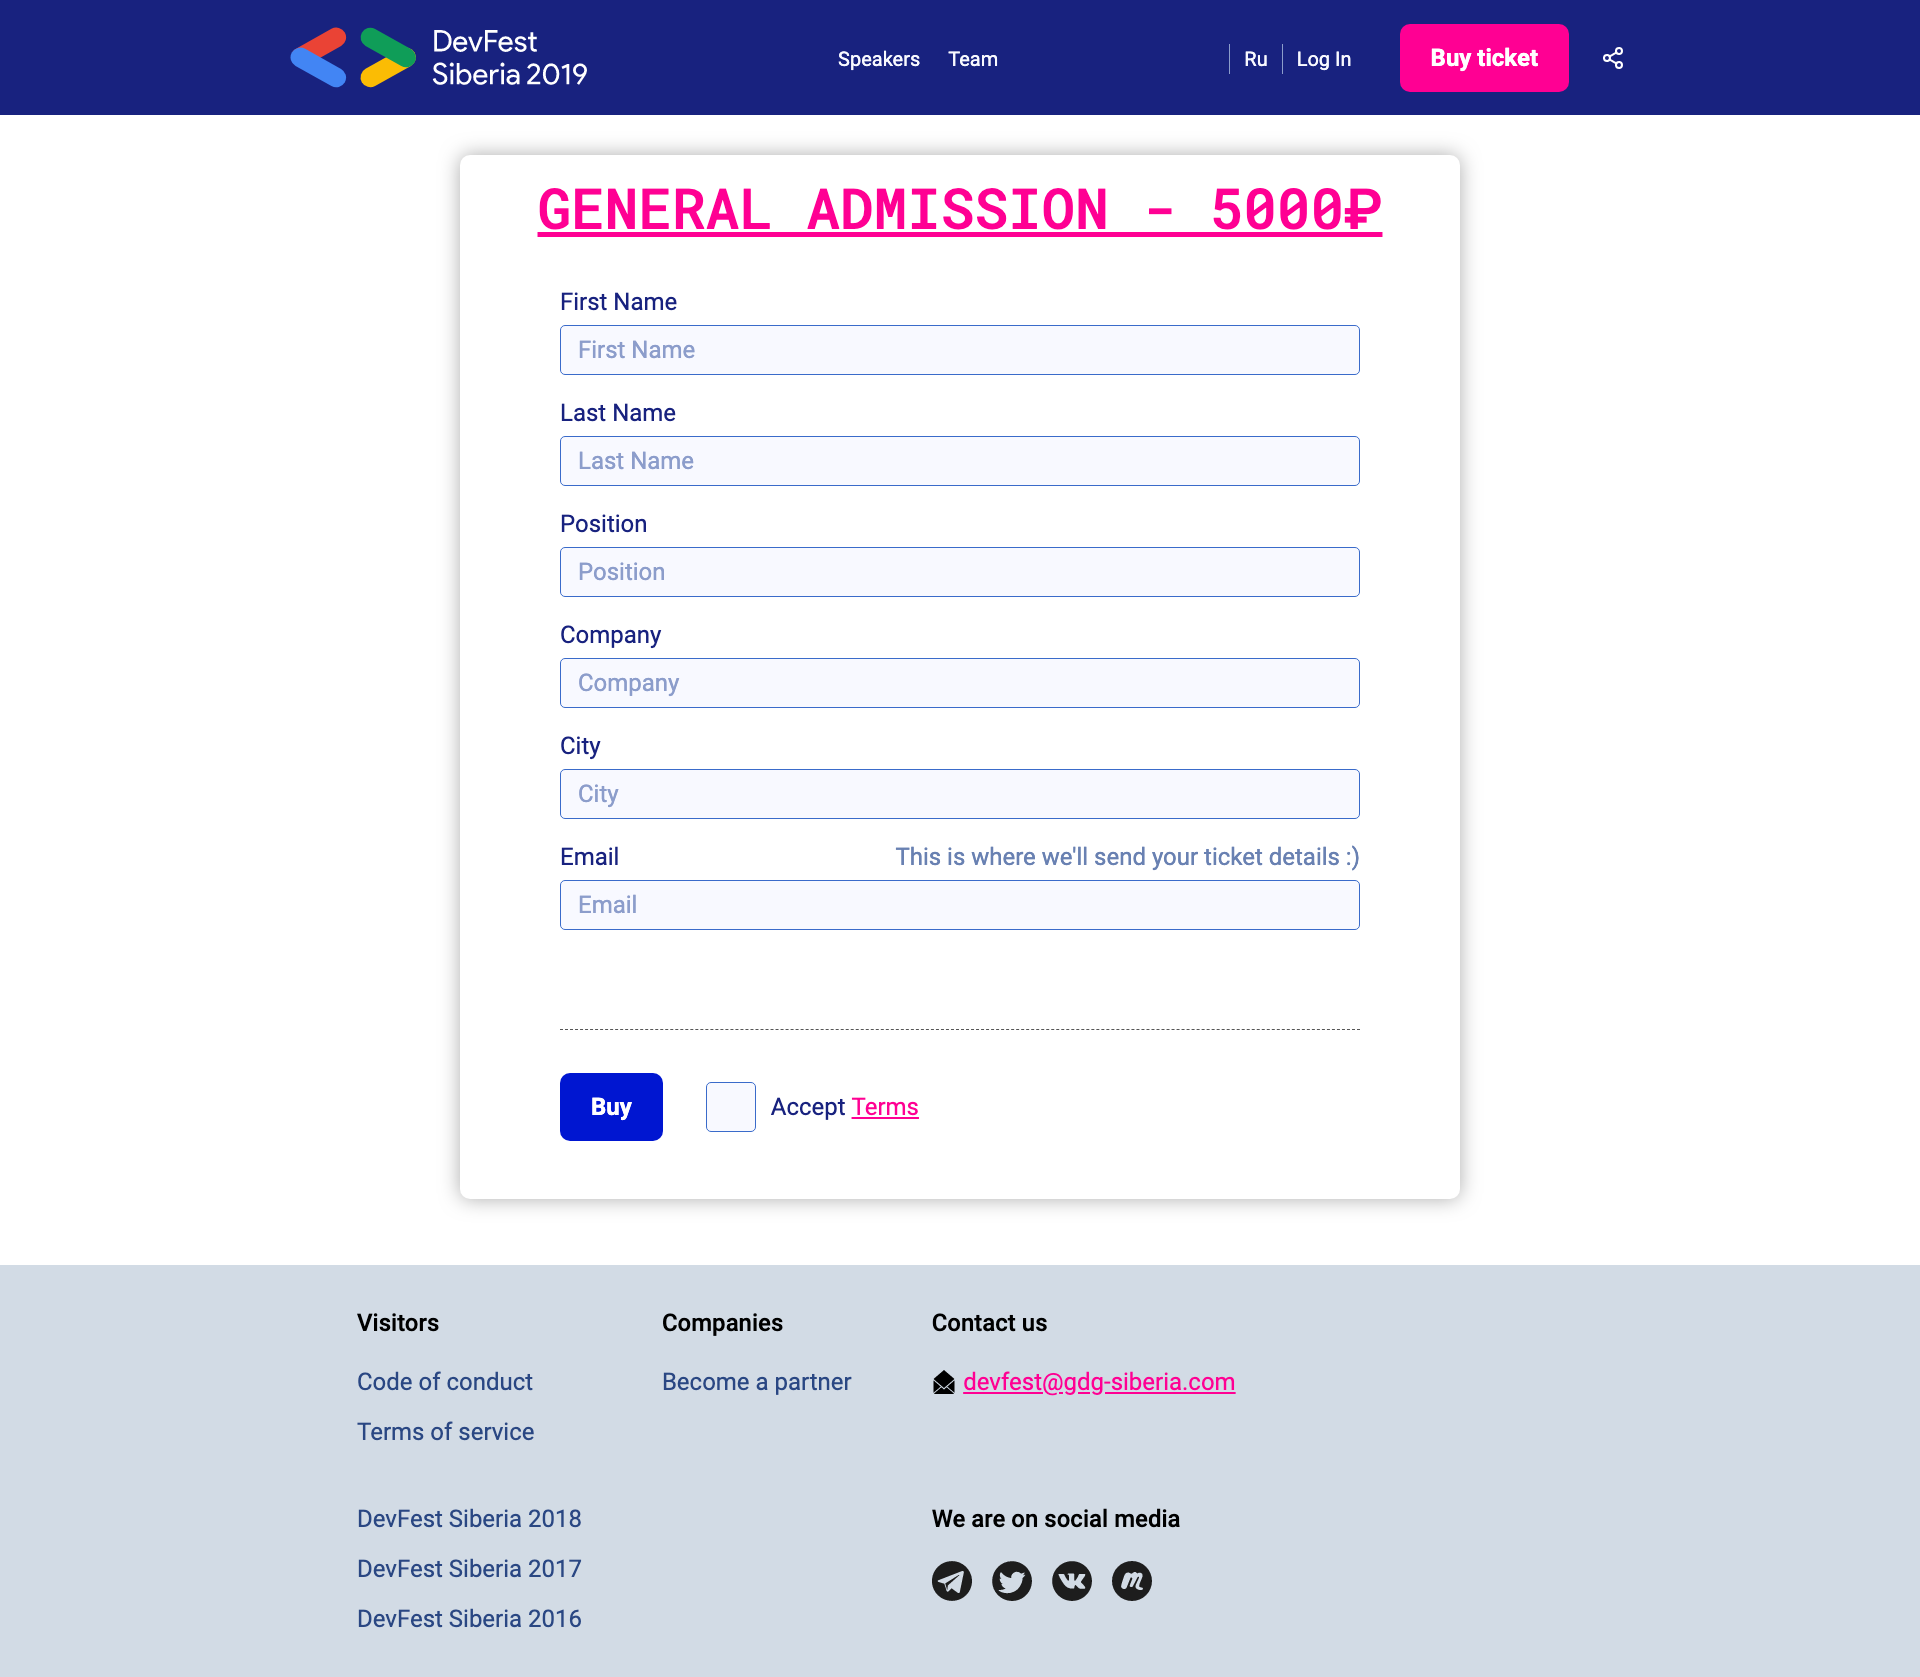 DevFest
Siberia 2019
Speakers
Team
Ru
Log In
Buy ticket
GENERAL ADMISSION - 5000₽
First Name
First Name
Last Name
Last Name
Position
Position
Company
Company
City
City
Email
This is where we'll send your ticket details :)
Email
Buy
Accept Terms
Visitors
Code of conduct
Terms of service
Companies
Become a partner
Contact us
devfest@gdg-siberia.com
DevFest Siberia 2018
DevFest Siberia 2017
DevFest Siberia 2016
We are on social media